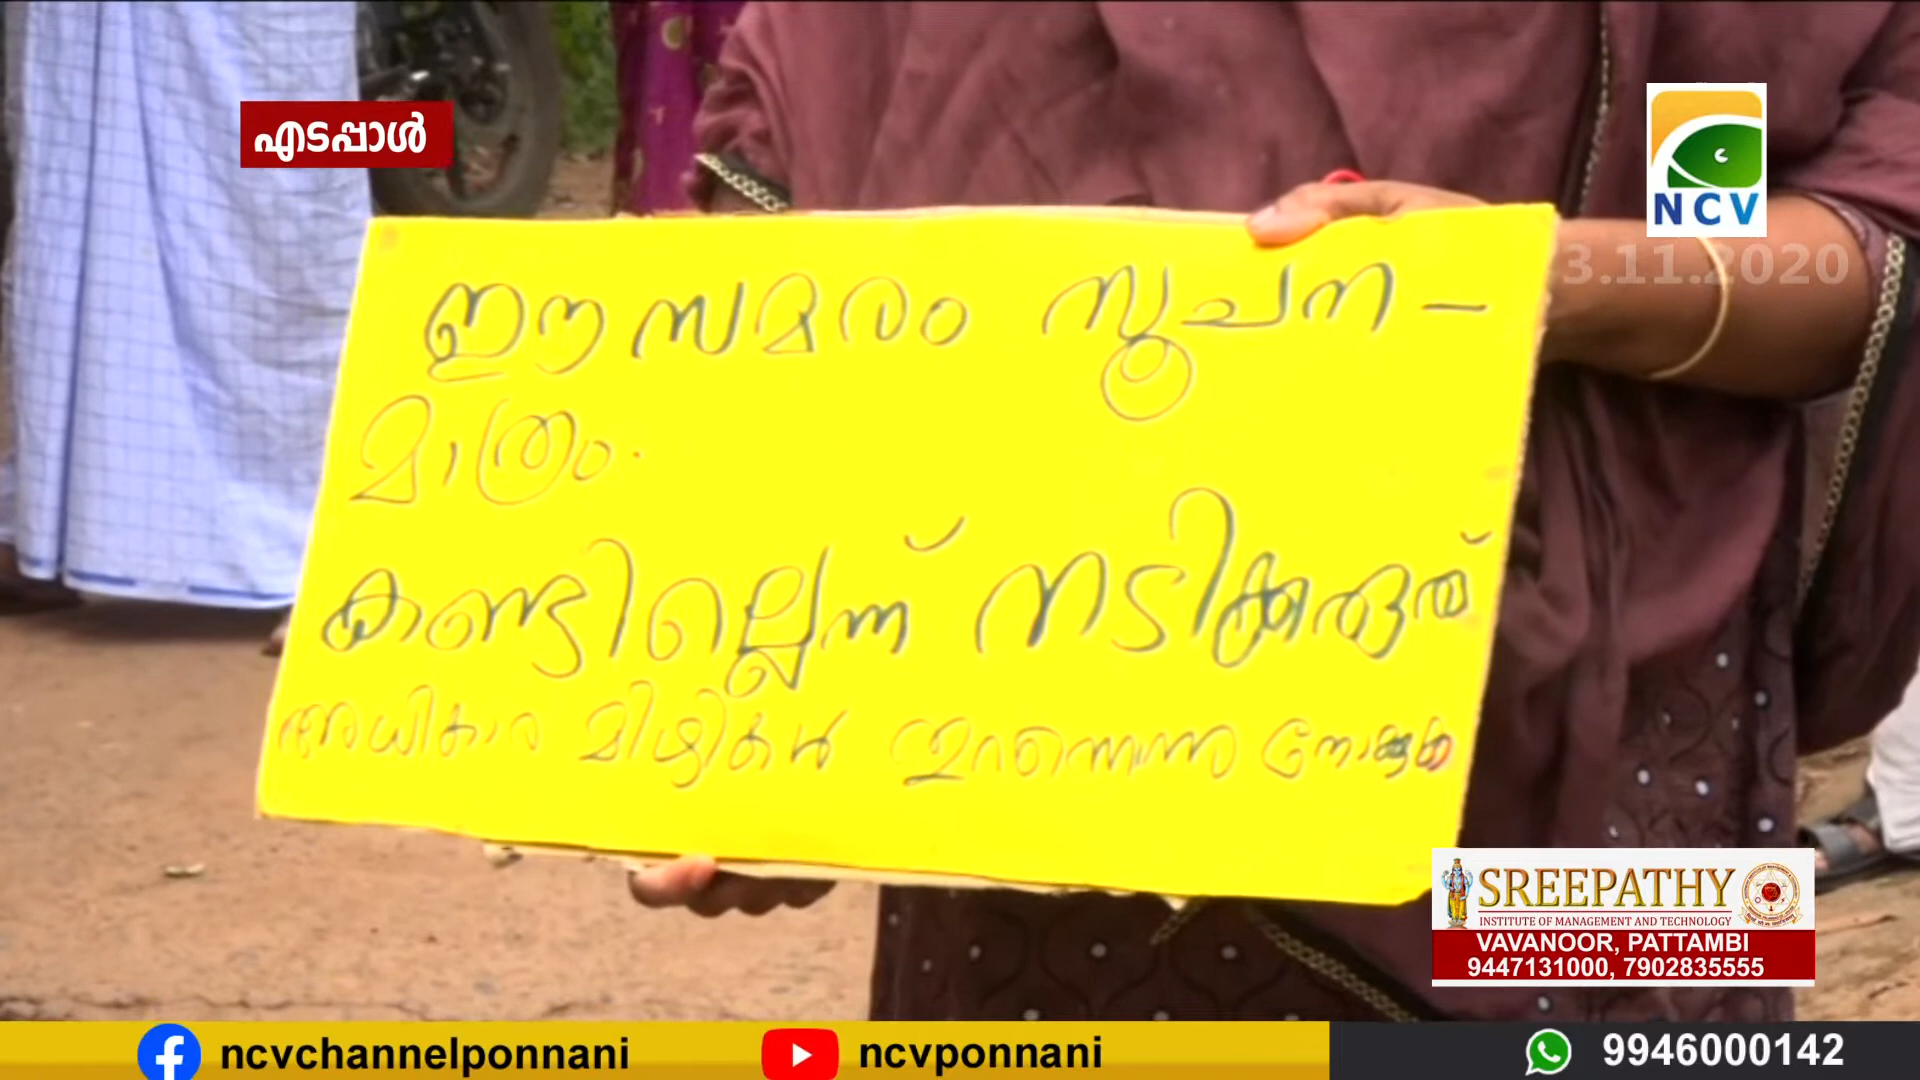 എടപ്പാൾ
NCV
3.11.2020
ഈ സമരം സൂചന -
മാത്രം.
കണ്ടില്ലെന്ന് നടിക്കരുത്
അധികാര മിഴികൾ തുറന്നൊന്നു നോക്കുക
SREEPATHY
INSTITUTE OF MANAGEMENT AND TECHNOLOGY
VAVANOOR, PATTAMBI
9447131000, 7902835555
ncvchannelponnani
ncvponnani
9946000142